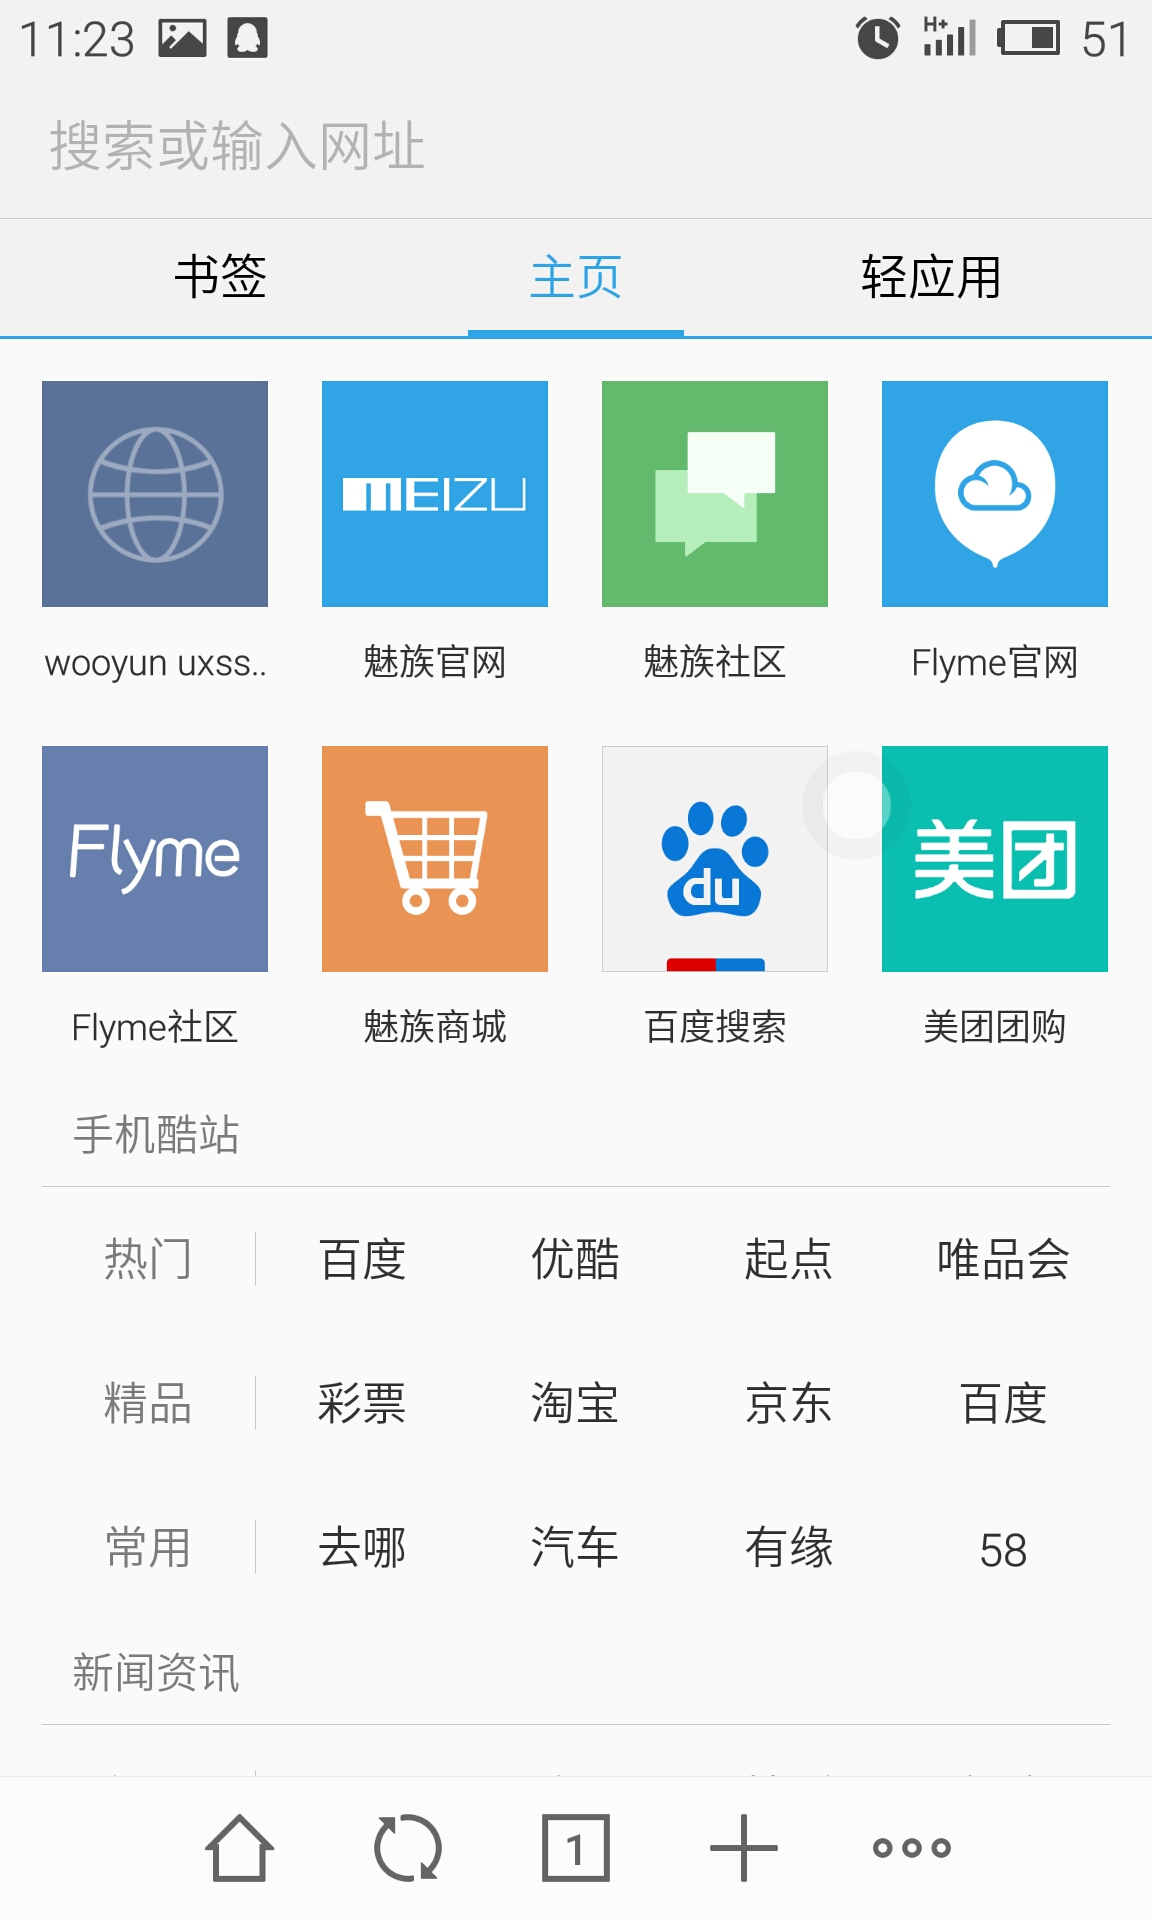 11:23 H+ 51
搜索或输入网址
书签 主页 轻应用
MEIZU
wooyun uxss.. 魅族官网 魅族社区 Flyme官网
Flyme du 美团
Flyme社区 魅族商城 百度搜索 美团团购
手机酷站
热门 百度 优酷 起点 唯品会
精品 彩票 淘宝 京东 百度
常用 去哪 汽车 有缘 58
新闻资讯
1